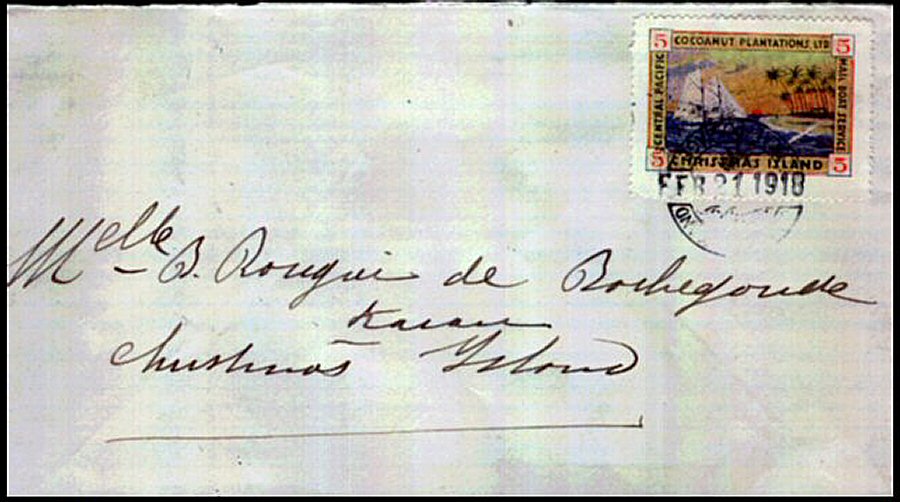 5 COCOANUT PLANTATIONS LTD 5
CENTRAL PACIFIC
MAIL BOAT SERVICE
5 CHRISTMAS ISLAND 5
FEB 21 1918
Melle B. Rougier de Rochegonde
Christmas Island